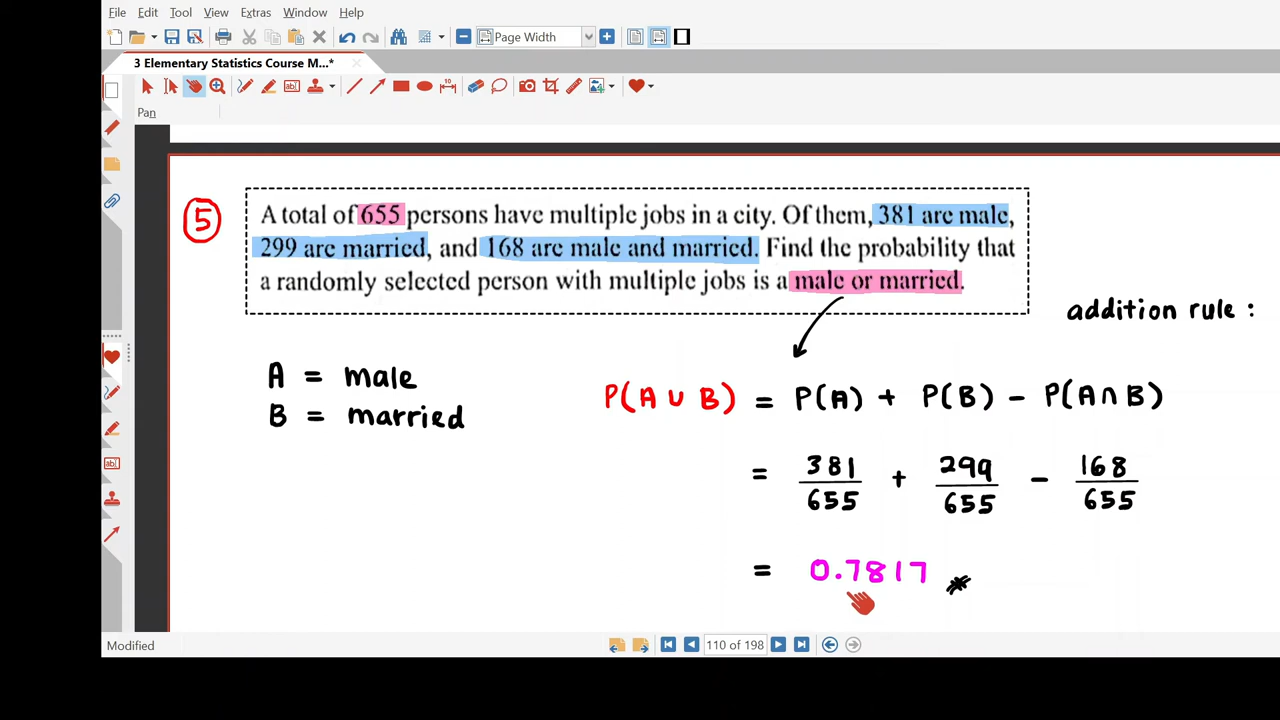 File Edit Tool View Extras Window Help
Page Width
3 Elementary Statistics Course M...*
Pan
5
A total of 655 persons have multiple jobs in a city. Of them, 381 are male,
299 are married, and 168 are male and married. Find the probability that
a randomly selected person with multiple jobs is a male or married.
addition rule :
A = male
B = married
P(A ∪ B) = P(A) + P(B) - P(A ∩ B)
= 381/655 + 299/655 - 168/655
= 0.7817
Modified
110 of 198